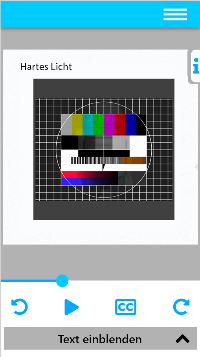 Hartes Licht
i
CC
Text einblenden